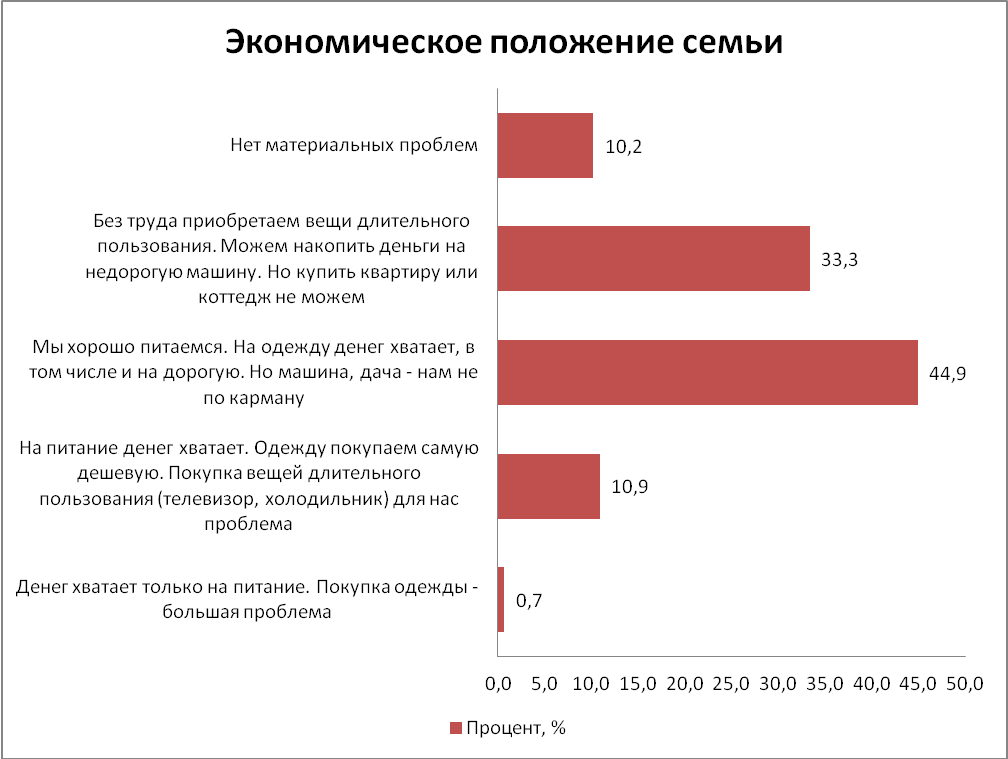 Экономическое положение семьи
Нет материальных проблем
10,2
Без труда приобретаем вещи длительного
пользования. Можем накопить деньги на
недорогую машину. Но купить квартиру или
коттедж не можем
33,3
Мы хорошо питаемся. На одежду денег хватает, в
том числе и на дорогую. Но машина, дача - нам не
по карману
44,9
На питание денег хватает. Одежду покупаем самую
дешевую. Покупка вещей длительного
пользования (телевизор, холодильник) для нас
проблема
10,9
Денег хватает только на питание. Покупка одежды -
большая проблема
0,7
0,0 5,0 10,0 15,0 20,0 25,0 30,0 35,0 40,0 45,0 50,0
Процент, %